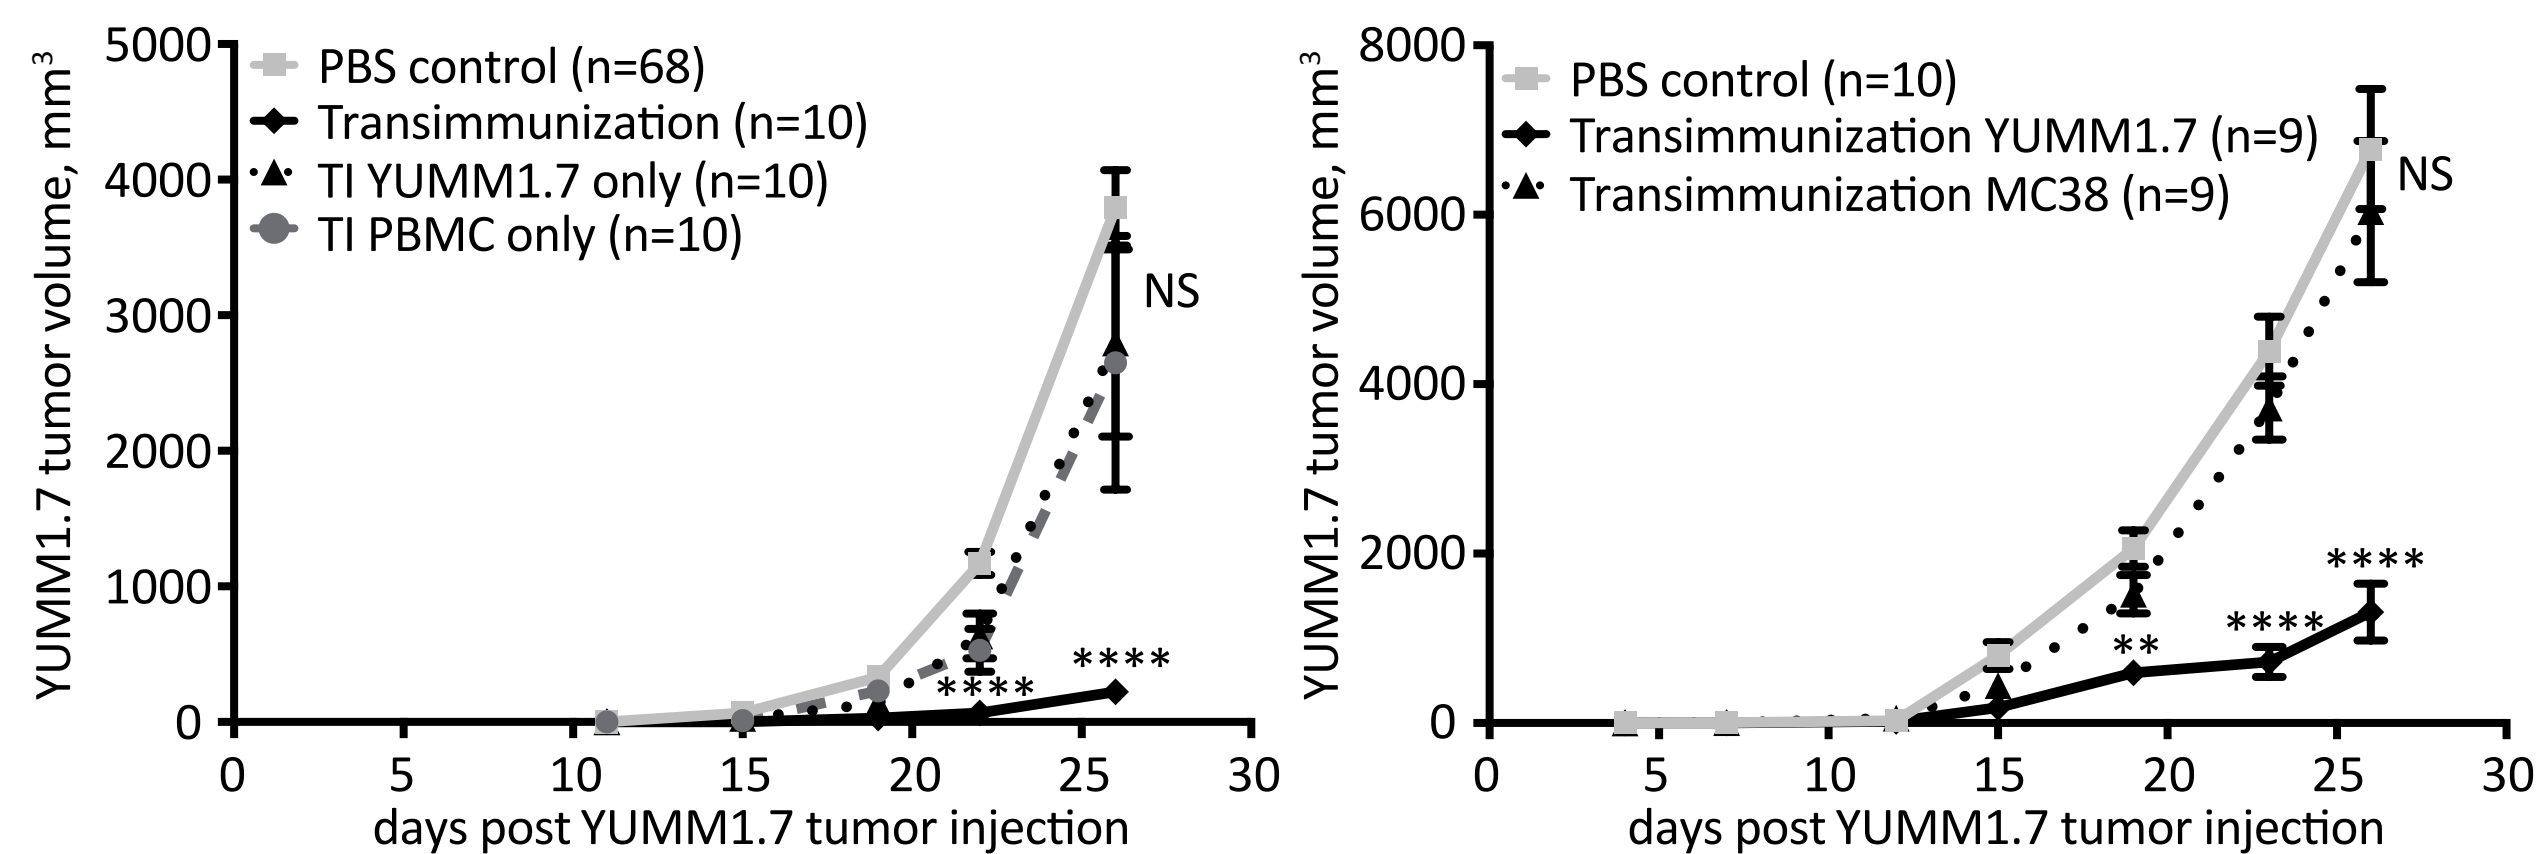 YUMM1.7 tumor volume, mm³
5000
4000
3000
2000
1000
0
PBS control (n=68)
Transimmunization (n=10)
TI YUMM1.7 only (n=10)
TI PBMC only (n=10)
NS
****
****
0 5 10 15 20 25 30
days post YUMM1.7 tumor injection
YUMM1.7 tumor volume, mm³
8000
6000
4000
2000
0
PBS control (n=10)
Transimmunization YUMM1.7 (n=9)
Transimmunization MC38 (n=9)
NS
****
****
**
0 5 10 15 20 25 30
days post YUMM1.7 tumor injection